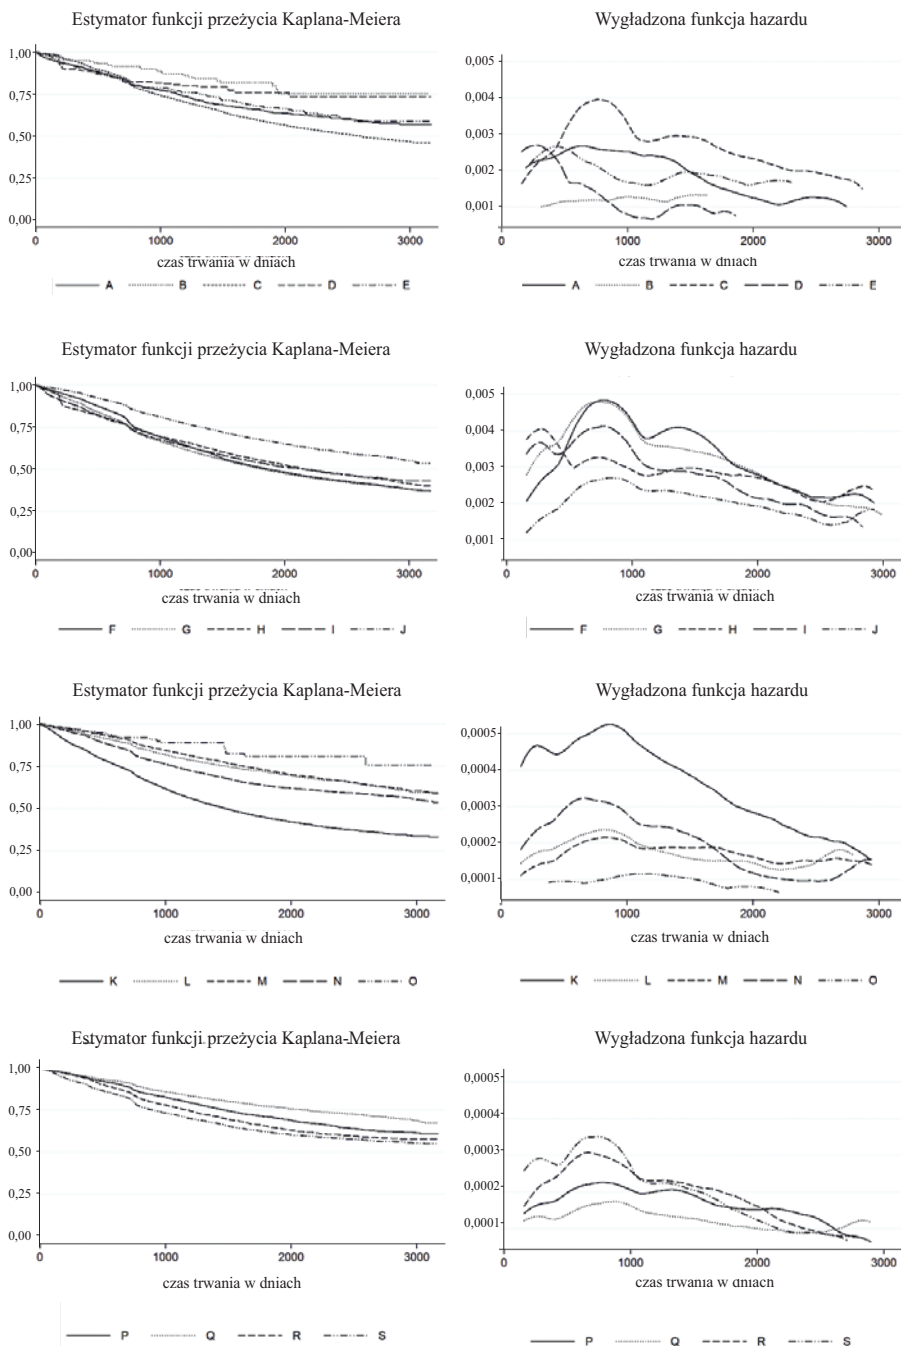 Estymator funkcji przeżycia Kaplana-Meiera
Wygładzona funkcja hazardu
1,00
0,75
0,50
0,25
0,00
0 1000 2000 3000
czas trwania w dniach
A B C D E
0,005
0,004
0,003
0,002
0,001
0 1000 2000 3000
czas trwania w dniach
A B C D E
Estymator funkcji przeżycia Kaplana-Meiera
Wygładzona funkcja hazardu
1,00
0,75
0,50
0,25
0,00
0 1000 2000 3000
czas trwania w dniach
F G H I J
0,005
0,004
0,003
0,002
0,001
0 1000 2000 3000
czas trwania w dniach
F G H I J
Estymator funkcji przeżycia Kaplana-Meiera
Wygładzona funkcja hazardu
1,00
0,75
0,50
0,25
0,00
0 1000 2000 3000
czas trwania w dniach
K L M N O
0,0005
0,0004
0,0003
0,0002
0,0001
0 1000 2000 3000
czas trwania w dniach
K L M N O
Estymator funkcji przeżycia Kaplana-Meiera
Wygładzona funkcja hazardu
1,00
0,75
0,50
0,25
0,00
0 1000 2000 3000
czas trwania w dniach
P Q R S
0,0005
0,0004
0,0003
0,0002
0,0001
0 1000 2000 3000
czas trwania w dniach
P Q R S